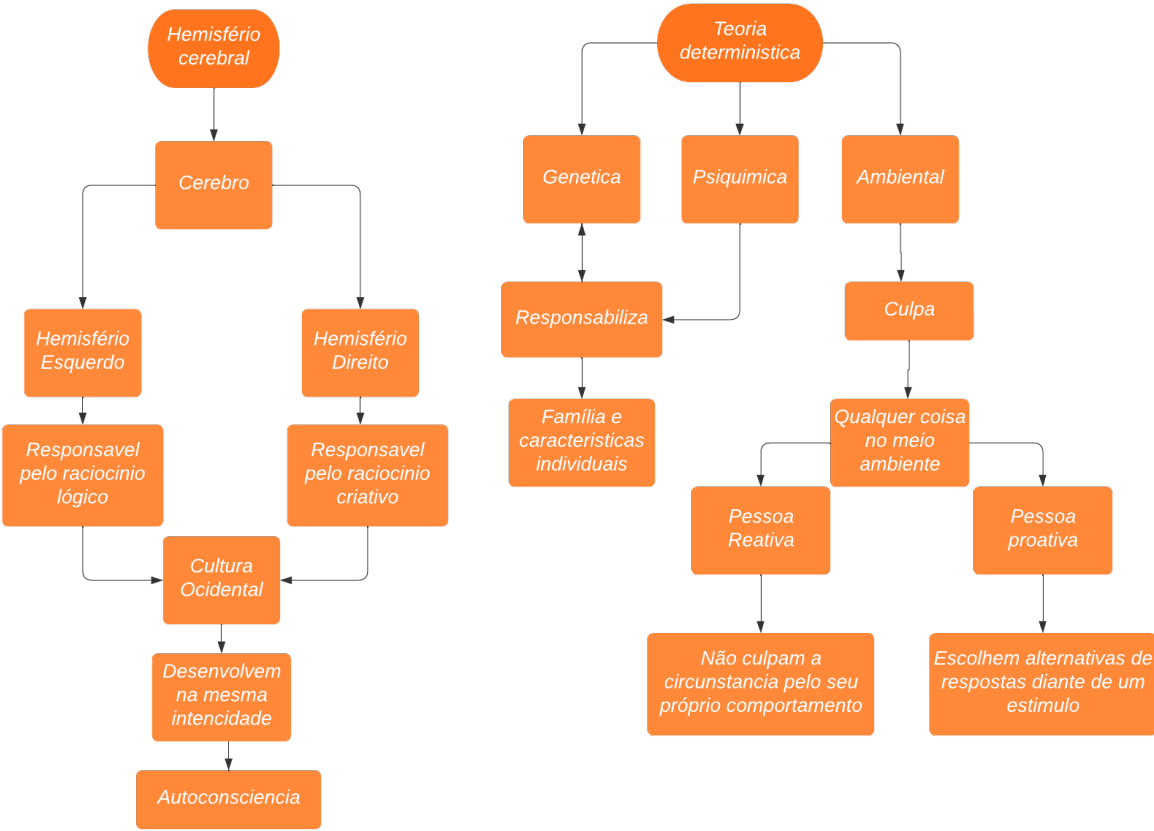 Hemisfério
cerebral
Cerebro
Hemisfério
Esquerdo
Hemisfério
Direito
Responsavel
pelo raciocinio
lógico
Responsavel
pelo raciocinio
criativo
Cultura
Ocidental
Desenvolvem
na mesma
intencidade
Autoconsciencia
Teoria
deterministica
Genetica
Psiquimica
Ambiental
Responsabiliza
Culpa
Família e
caracteristicas
individuais
Qualquer coisa
no meio
ambiente
Pessoa
Reativa
Pessoa
proativa
Não culpam a
circunstancia pelo seu
próprio comportamento
Escolhem alternativas de
respostas diante de um
estimulo